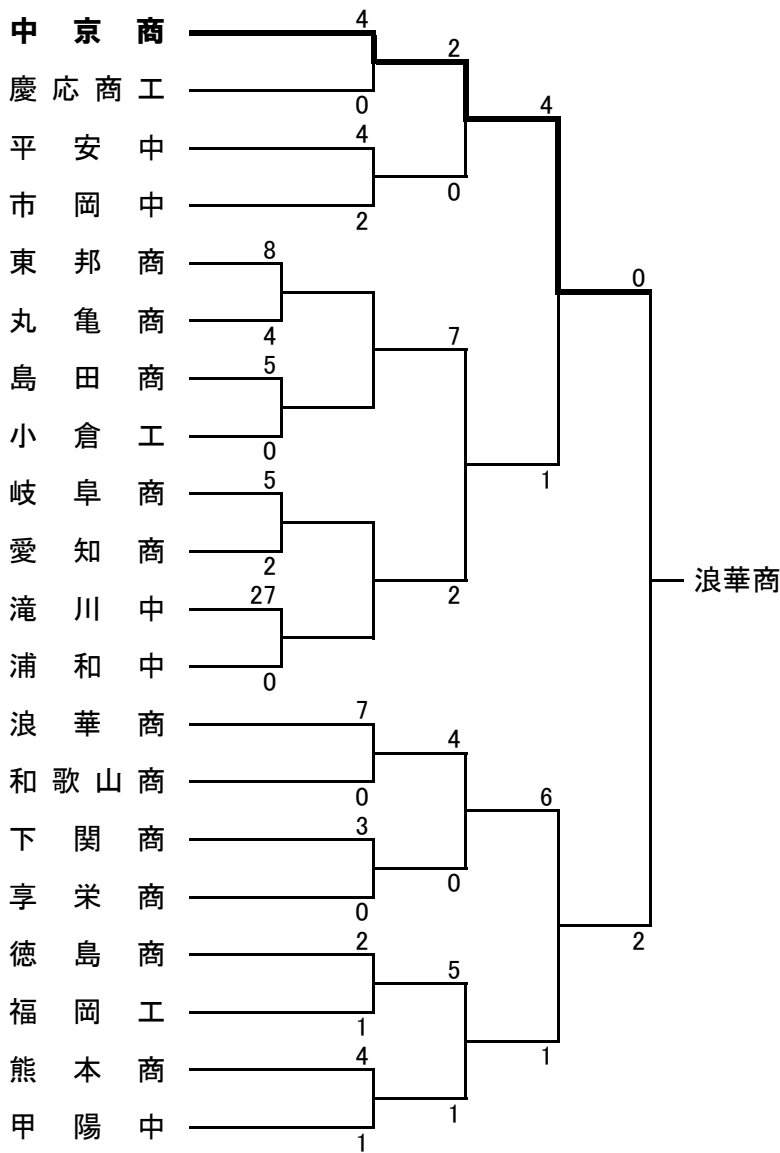 中京商
慶応商工
平安中
市岡中
東邦商
丸亀商
島田商
小倉工
岐阜商
愛知商
滝川中
浦和中
浪華商
和歌山商
下関商
享栄商
徳島商
福岡工
熊本商
甲陽中
4
0
4
2
8
4
5
0
5
2
27
0
7
0
3
0
2
1
4
1
2
0
7
2
4
0
5
1
4
1
6
1
0
2
浪華商